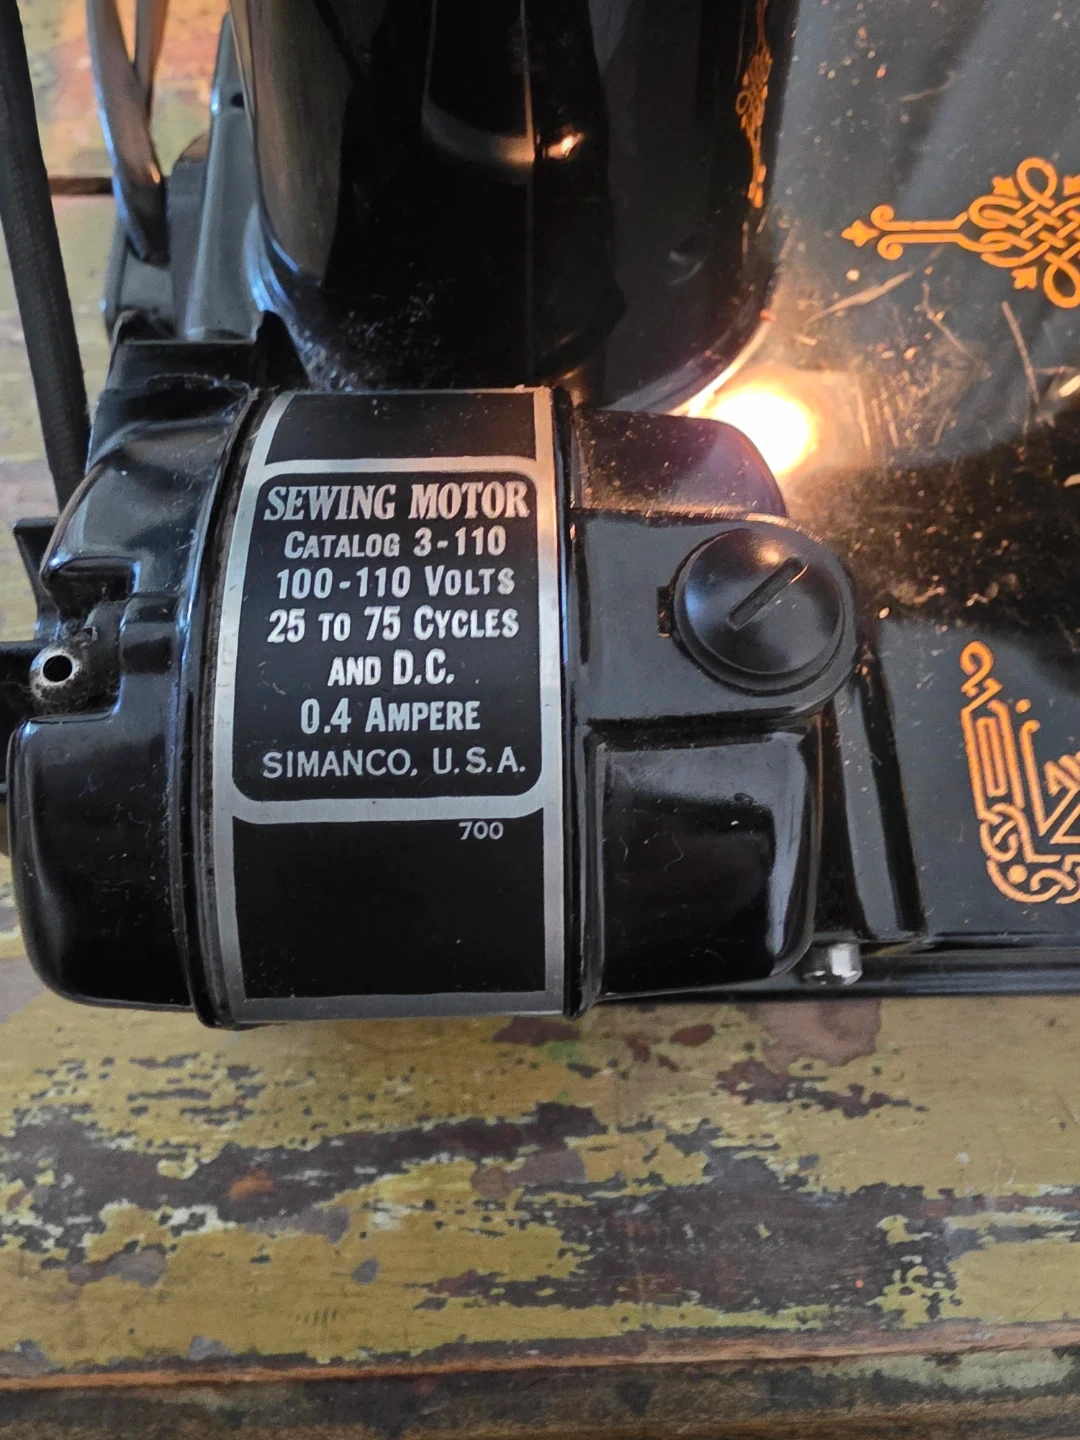 SEWING MOTOR
CATALOG 3-110
100-110 VOLTS
25 TO 75 CYCLES
AND D.C.
0.4 AMPERE
SIMANCO, U.S.A.
700